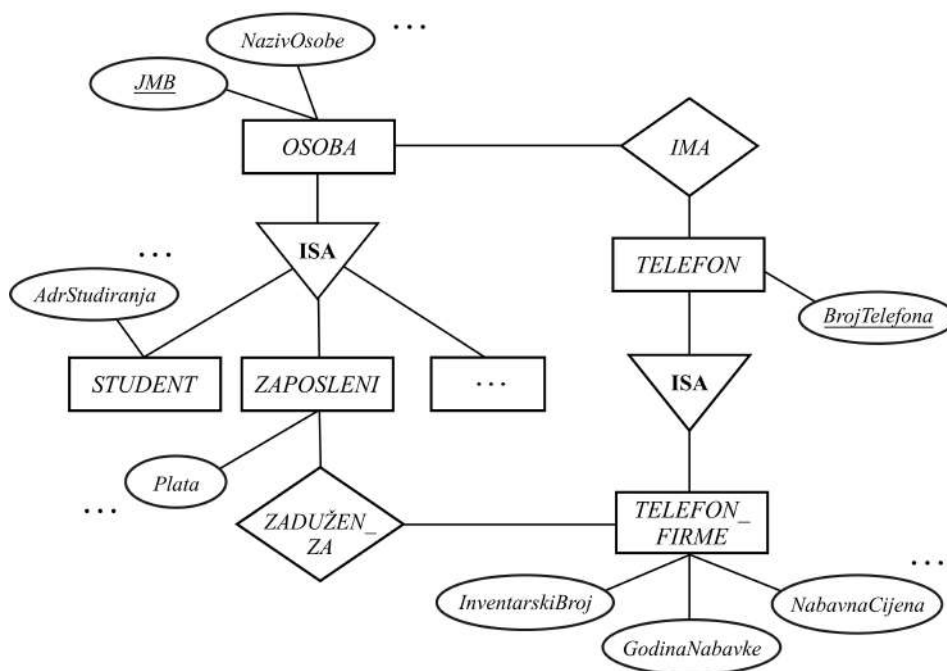 NazivOsobe
...
JMB
OSOBA
IMA
ISA
TELEFON
...
AdrStudiranja
BrojTelefona
STUDENT
ZAPOSLENI
...
ISA
Plata
...
ZADUŽEN_
ZA
TELEFON_
FIRME
...
InventarskiBroj
NabavnaCijena
GodinaNabavke